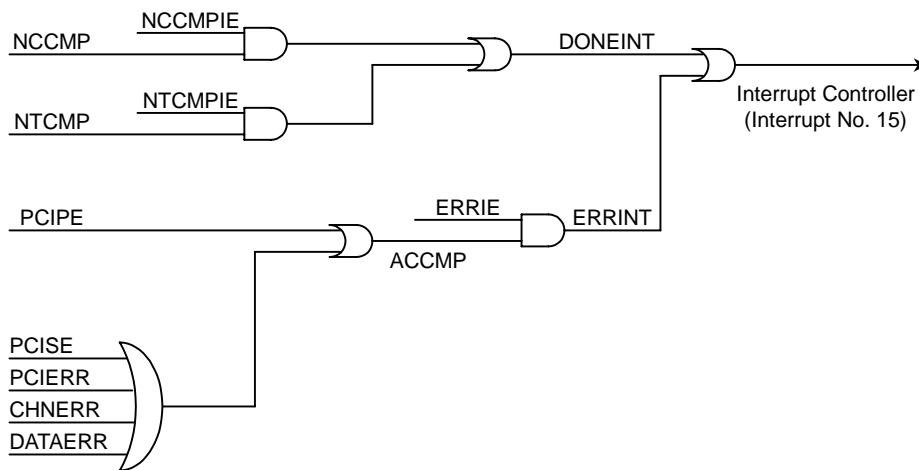 NCCMPIE
NCCMP
DONEINT
NTCMPIE
NTCMP
Interrupt Controller
(Interrupt No. 15)
ERRIE
PCIPE
ERRINT
ACCMP
PCISE
PCIERR
CHNERR
DATAERR